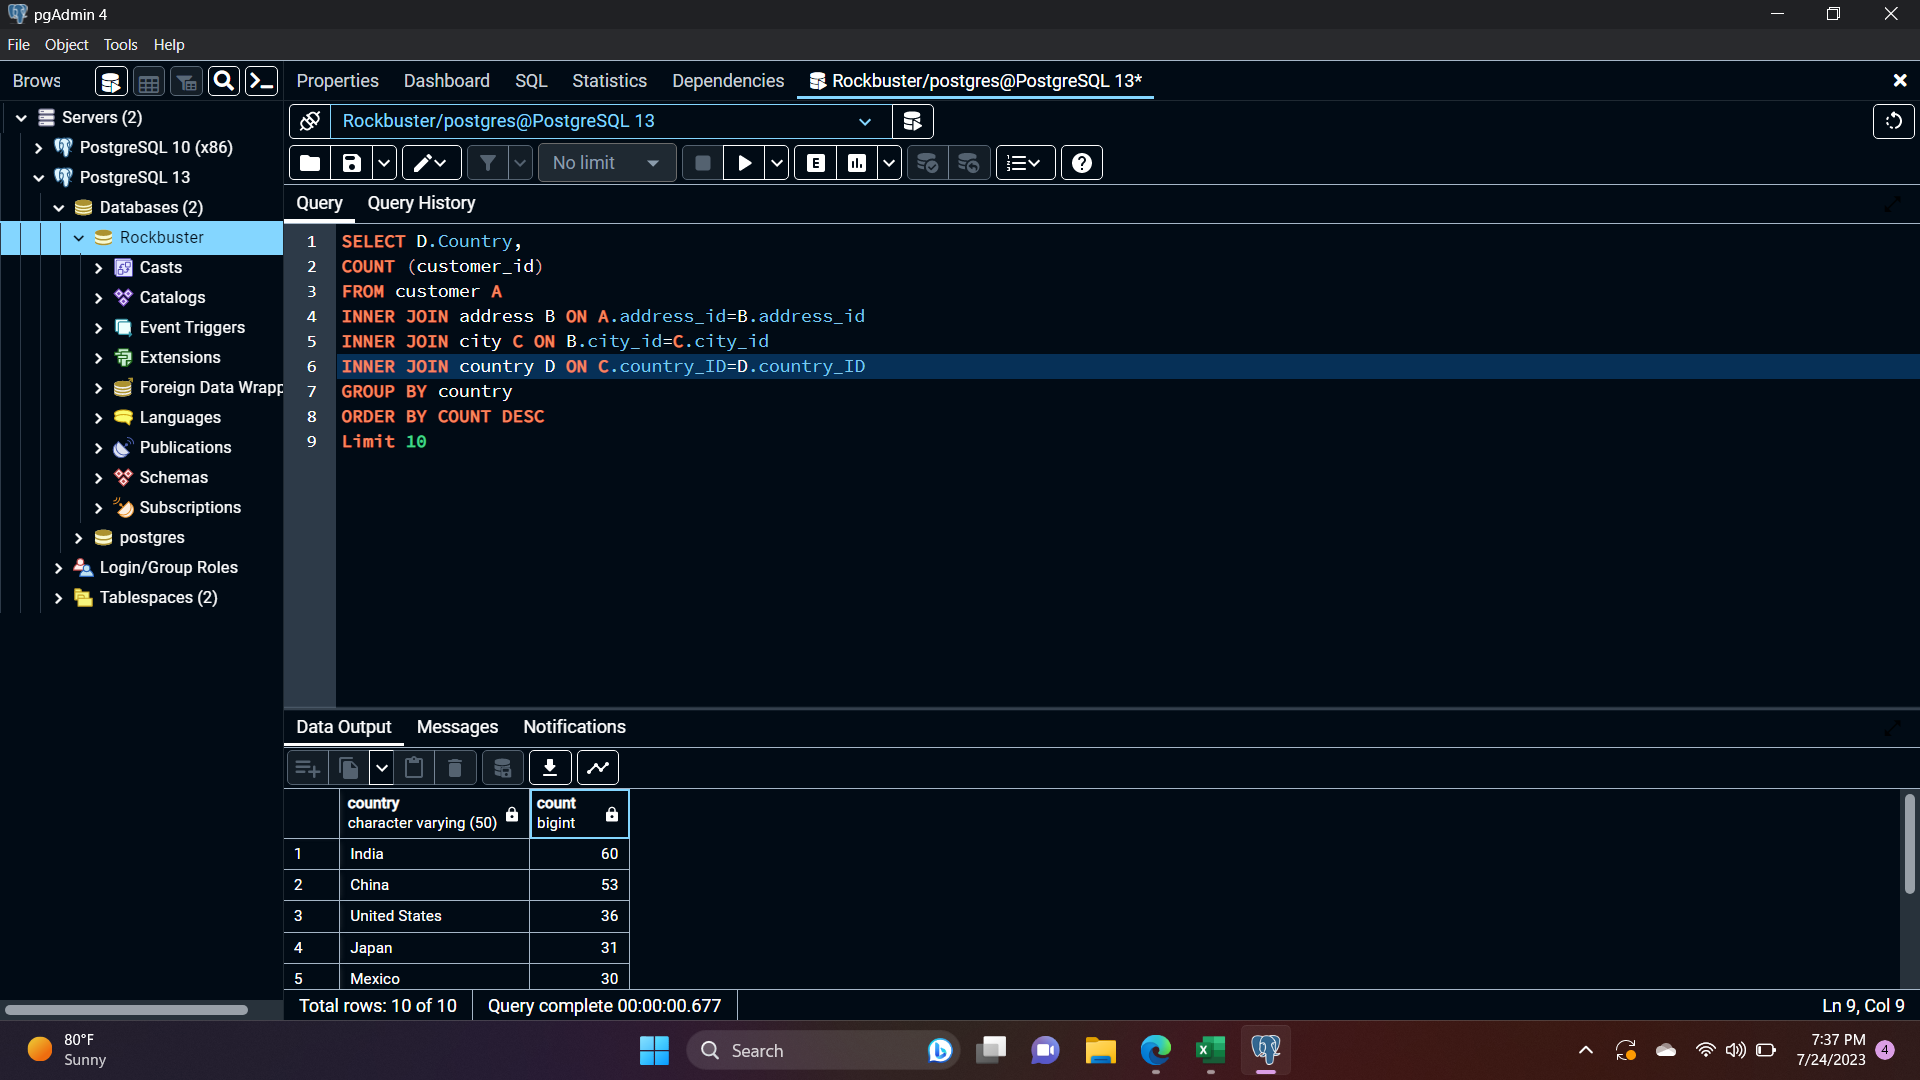 pgAdmin 4
File Object Tools Help
Brows
Properties Dashboard SQL Statistics Dependencies Rockbuster/postgres@PostgreSQL 13*
Servers (2)
PostgreSQL 10 (x86)
PostgreSQL 13
Databases (2)
Rockbuster
Casts
Catalogs
Event Triggers
Extensions
Foreign Data Wrapp
Languages
Publications
Schemas
Subscriptions
postgres
Login/Group Roles
Tablespaces (2)
Rockbuster/postgres@PostgreSQL 13
No limit
E
Query Query History
1 SELECT D.Country,
2 COUNT (customer_id)
3 FROM customer A
4 INNER JOIN address B ON A.address_id=B.address_id
5 INNER JOIN city C ON B.city_id=C.city_id
6 INNER JOIN country D ON C.country_ID=D.country_ID
7 GROUP BY country
8 ORDER BY COUNT DESC
9 Limit 10
Data Output Messages Notifications
country count
character varying (50) bigint
1 India 60
2 China 53
3 United States 36
4 Japan 31
5 Mexico 30
Total rows: 10 of 10 Query complete 00:00:00.677 Ln 9, Col 9
80°F
Sunny
Search
7:37 PM
7/24/2023
4